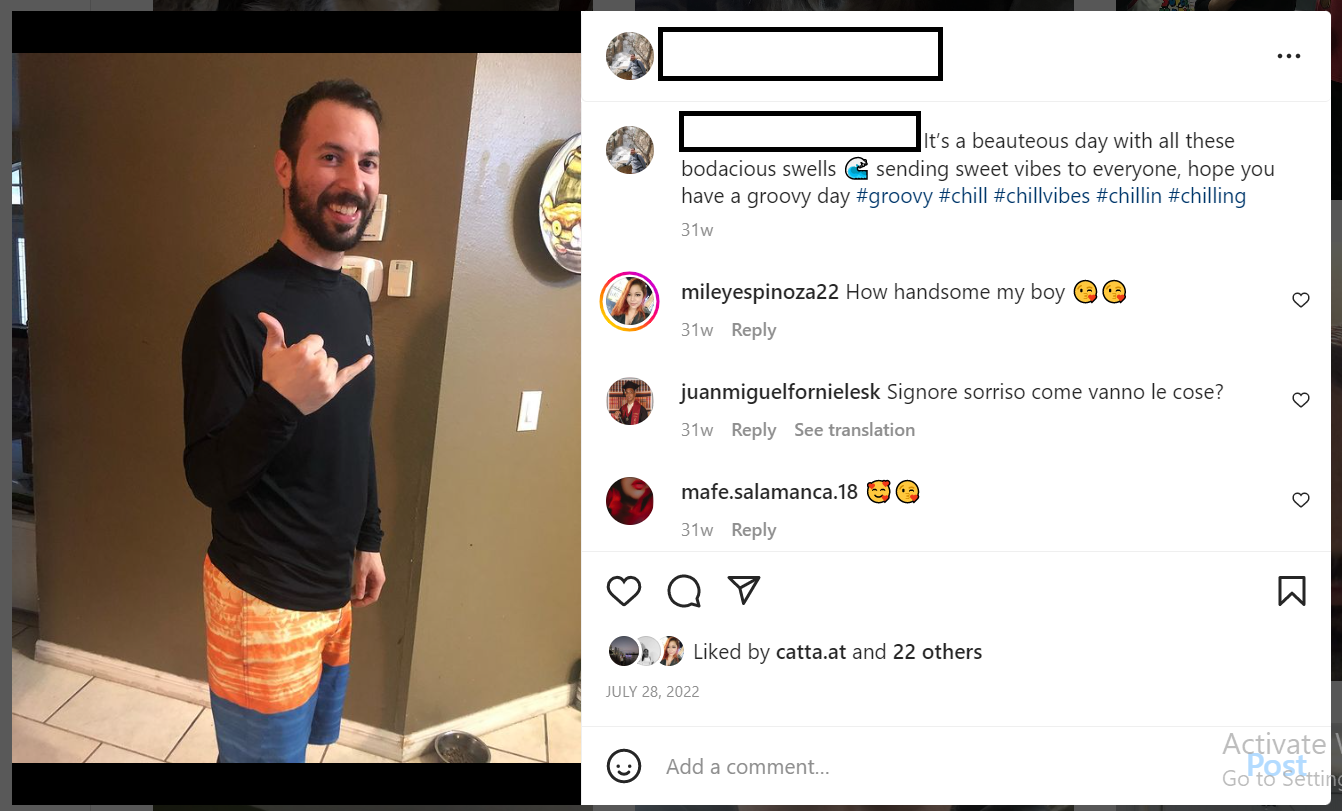 It's a beauteous day with all these
bodacious swells 🌊 sending sweet vibes to everyone, hope you
have a groovy day #groovy #chill #chillvibes #chillin #chilling
31w
mileyespinoza22 How handsome my boy 😘😘
31w Reply
juanmiguelfornielesk Signore sorriso come vanno le cose?
31w Reply See translation
mafe.salamanca.18 🥰😘
31w Reply
Liked by catta.at and 22 others
JULY 28, 2022
Activate
Add a comment...
Post
Go to Settin